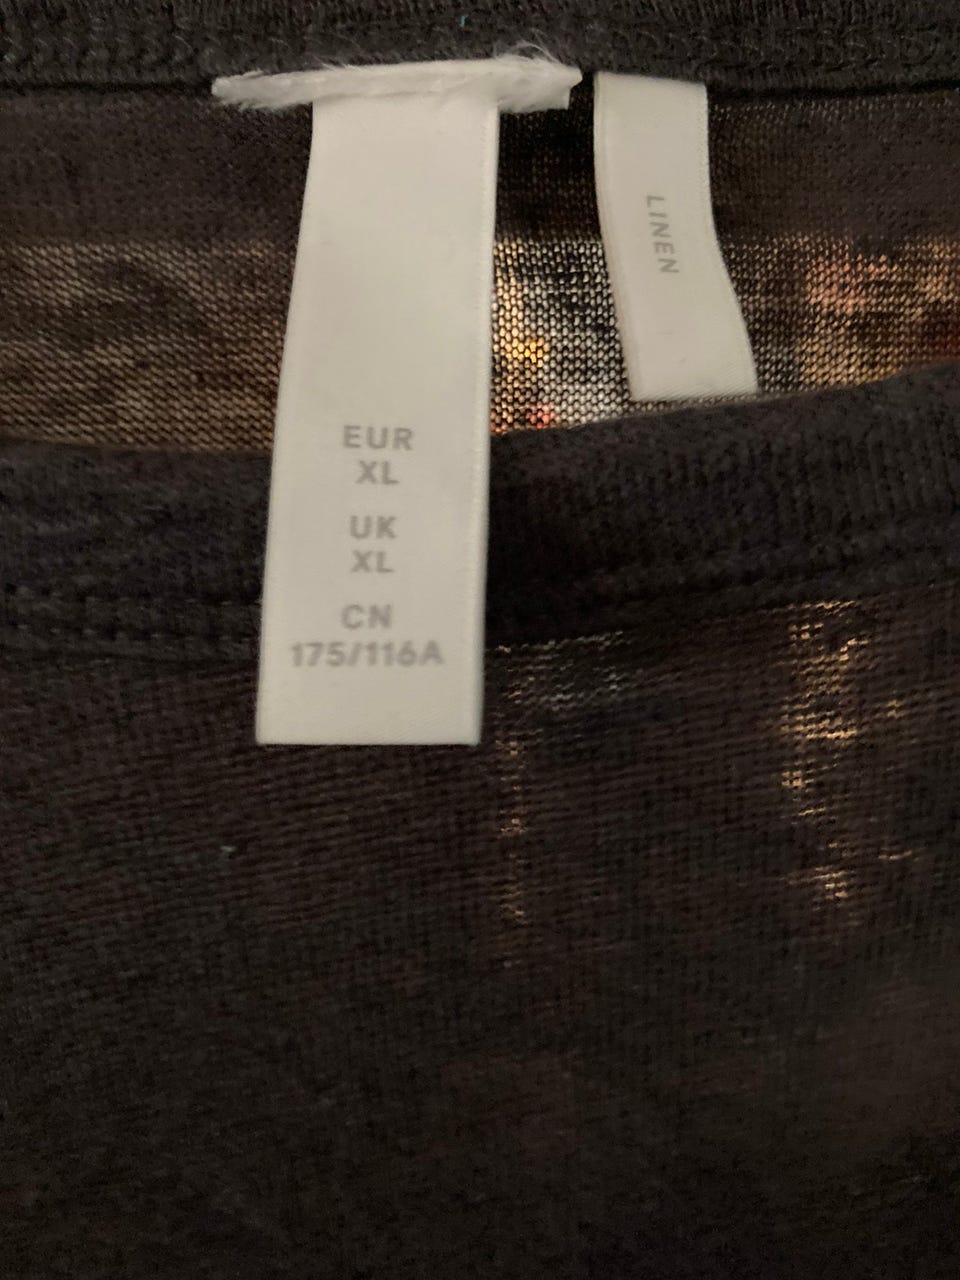 EUR
XL
UK
XL
CN
175/116A
LINEN